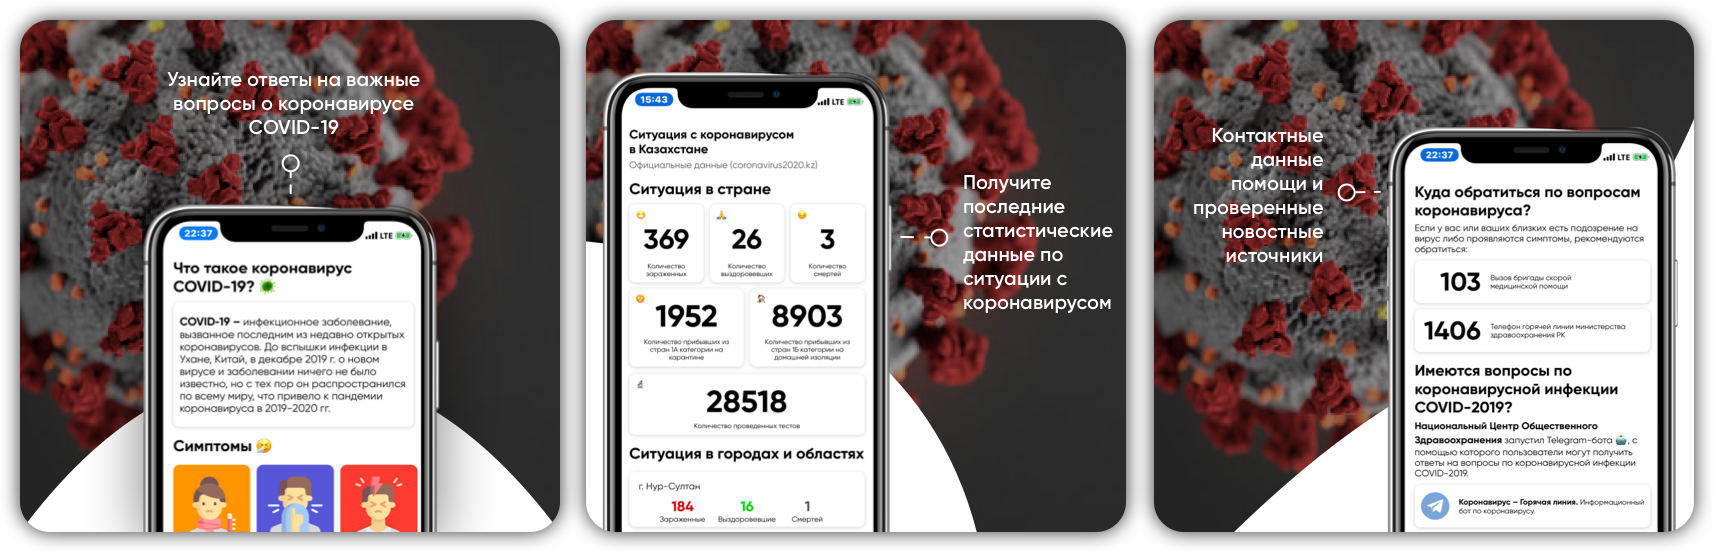 Узнайте ответы на важные
вопросы о коронавирусе
COVID-19
22:37
LTE
Что такое коронавирус
COVID-19?
COVID-19 – инфекционное заболевание,
вызванное последним из недавно открытых
коронавирусов. До вспышки инфекции в
Ухане, Китай, в декабре 2019 г. о новом
вирусе и заболевании ничего не было
известно, но с тех пор он распространился
по всему миру, что привело к пандемии
коронавируса в 2019-2020 гг.
Симптомы
15:43
LTE
Ситуация с коронавирусом
в Казахстане
Официальные данные (coronavirus2020.kz)
Ситуация в стране
369
Количество
зараженных
26
Количество
выздоровевших
3
Количество
смертей
1952
Количество прибывших из
стран 1А категории на
карантине
8903
Количество прибывших из
стран 1Б категории на
домашней изоляции
28518
Количество проведенных тестов
Ситуация в городах и областях
г. Нур-Султан
184
Зараженные
16
Выздоровевшие
1
Смертей
Получите
последние
статистические
данные по
ситуации с
коронавирусом
Контактные
данные
помощи и
проверенные
новостные
источники
22:37
LTE
Куда обратиться по вопросам
коронавируса?
Если у вас или ваших близких есть подозрение на
вирус либо проявляются симптомы, рекомендуются
обратиться:
103
Вызов бригады скорой
медицинской помощи
1406
Телефон горячей линии министерства
здравоохранения РК
Имеются вопросы по
коронавирусной инфекции
COVID-2019?
Национальный Центр Общественного
Здравоохранения запустил Telegram-бота , с
помощью которого пользователи могут получить
ответы на вопросы по коронавирусной инфекции
COVID-2019.
Коронавирус – Горячая линия. Информационный
бот по коронавирусу.